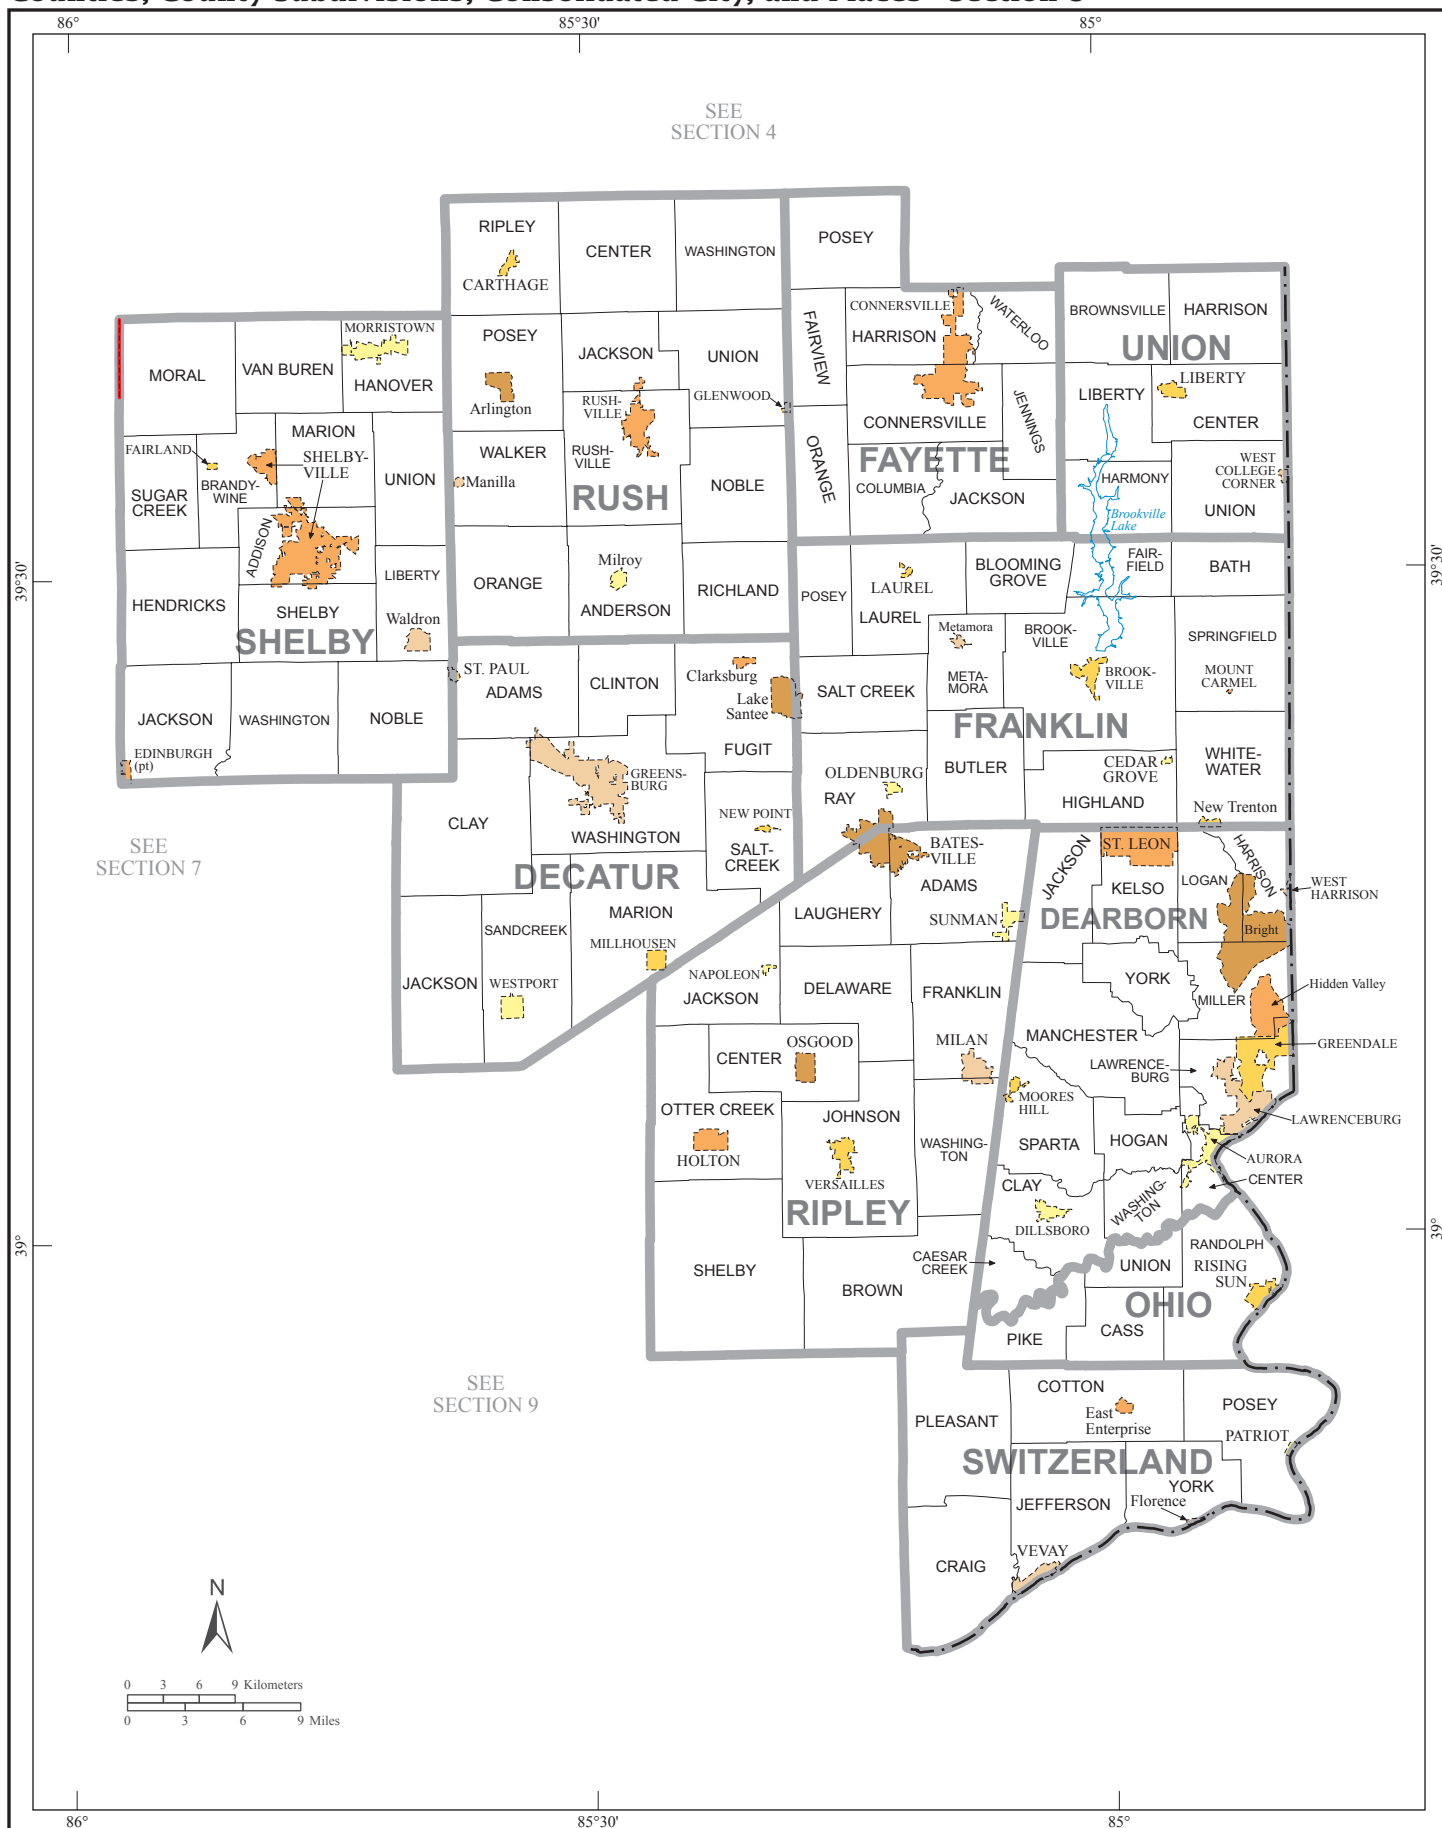 86°
85°30'
85°
SEE
SECTION 4
RIPLEY
CARTHAGE
CENTER
WASHINGTON
POSEY
CONNERSVILLE
HARRISON
WATERLOO
FAIRVIEW
BROWNSVILLE
HARRISON
UNION
MORRISTOWN
MORAL
VAN BUREN
HANOVER
POSEY
Arlington
JACKSON
UNION
GLENWOOD
RUSH-
VILLE
RUSH-
VILLE
LIBERTY
LIBERTY
CENTER
CONNERSVILLE
JENNINGS
FAYETTE
ORANGE
COLUMBIA
JACKSON
WEST
COLLEGE
CORNER
HARMONY
UNION
Brookville
Lake
FAIRLAND
MARION
SHELBY-
VILLE
BRANDY-
WINE
SUGAR
CREEK
UNION
WALKER
Manilla
RUSH
NOBLE
ADDISON
39°30'
39°30'
HENDRICKS
SHELBY
LIBERTY
Waldron
SHELBY
ORANGE
Milroy
ANDERSON
RICHLAND
POSEY
LAUREL
LAUREL
BLOOMING
GROVE
FAIR-
FIELD
BATH
Metamora
BROOK-
VILLE
SPRINGFIELD
META-
MORA
BROOK-
VILLE
MOUNT
CARMEL
SALT CREEK
FRANKLIN
JACKSON
WASHINGTON
NOBLE
EDINBURGH
(pt)
ST. PAUL
ADAMS
CLINTON
Clarksburg
Lake
Santee
FUGIT
GREENS-
BURG
CLAY
WASHINGTON
NEW POINT
SALT-
CREEK
DECATUR
OLDENBURG
RAY
BUTLER
CEDAR
GROVE
HIGHLAND
WHITE-
WATER
New Trenton
SEE
SECTION 7
BATES-
VILLE
ADAMS
LAUGHERY
SUNMAN
JACKSON
ST. LEON
KELSO
LOGAN
HARRISON
WEST
HARRISON
DEARBORN
Bright
SANDCREEK
MARION
MILLHOUSEN
JACKSON
WESTPORT
NAPOLEON
JACKSON
DELAWARE
FRANKLIN
YORK
MILLER
Hidden Valley
MANCHESTER
GREENDALE
CENTER
OSGOOD
MILAN
LAWRENCE-
BURG
OTTER CREEK
JOHNSON
MOORES
HILL
LAWRENCEBURG
HOLTON
VERSAILLES
WASHING-
TON
SPARTA
HOGAN
AURORA
CENTER
CLAY
DILLSBORO
WASHING-
TON
RIPLEY
39°
39°
SHELBY
BROWN
CAESAR
CREEK
UNION
RANDOLPH
RISING
SUN
OHIO
PIKE
CASS
SEE
SECTION 9
COTTON
POSEY
PLEASANT
East
Enterprise
PATRIOT
SWITZERLAND
YORK
JEFFERSON
Florence
VEVAY
CRAIG
N
0 3 6 9 Kilometers
0 3 6 9 Miles
86°
85°30'
85°